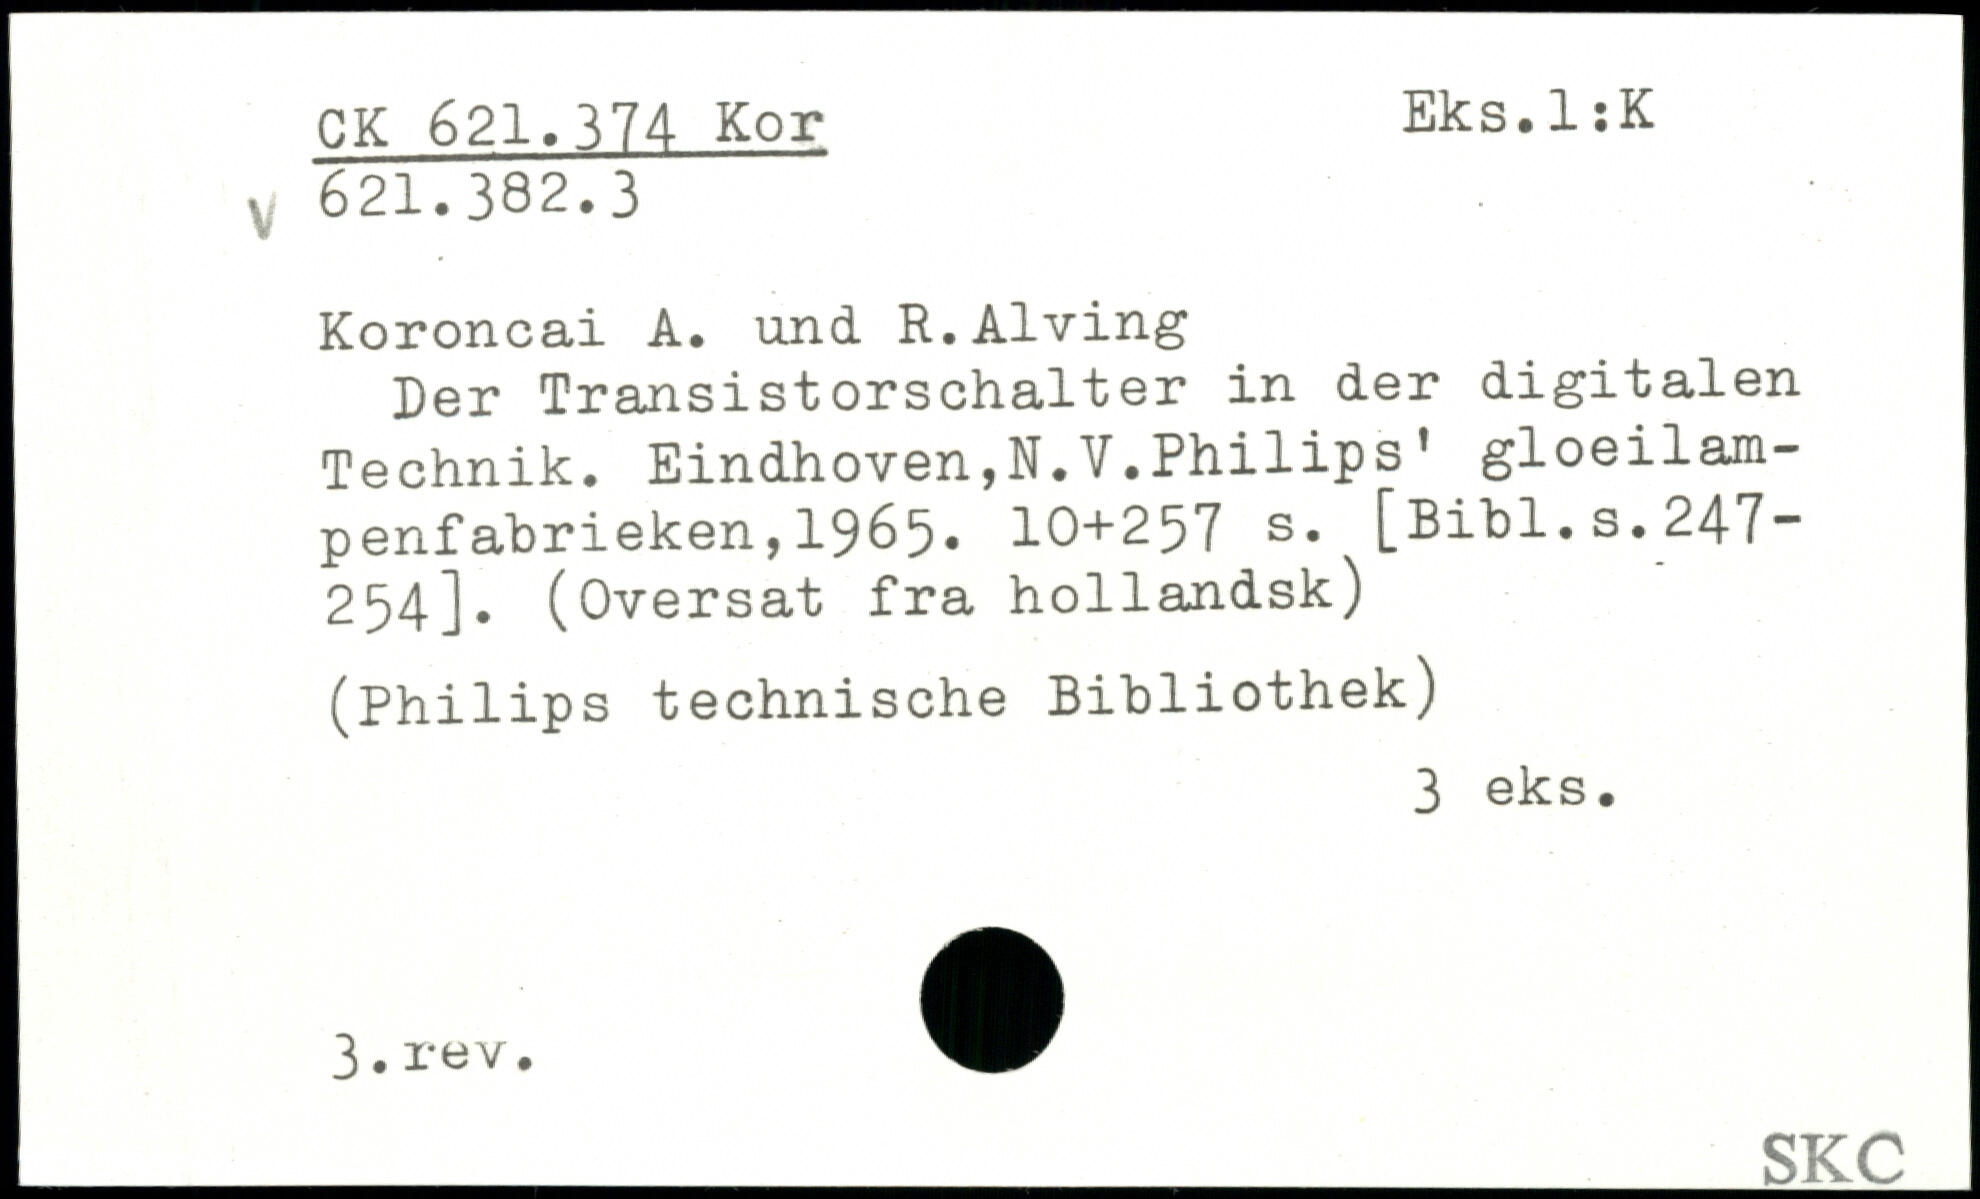 CK 621.374 Kor
Eks.1:K
v 621.382.3
Koroncai A. und R.Alving
Der Transistorschalter in der digitalen
Technik. Eindhoven,N.V.Philips' gloeilam-
penfabrieken,1965. 10+257 s. [Bibl.s.247-
254]. (Oversat fra hollandsk)
(Philips technische Bibliothek)
3 eks.
3.rev.
SKC